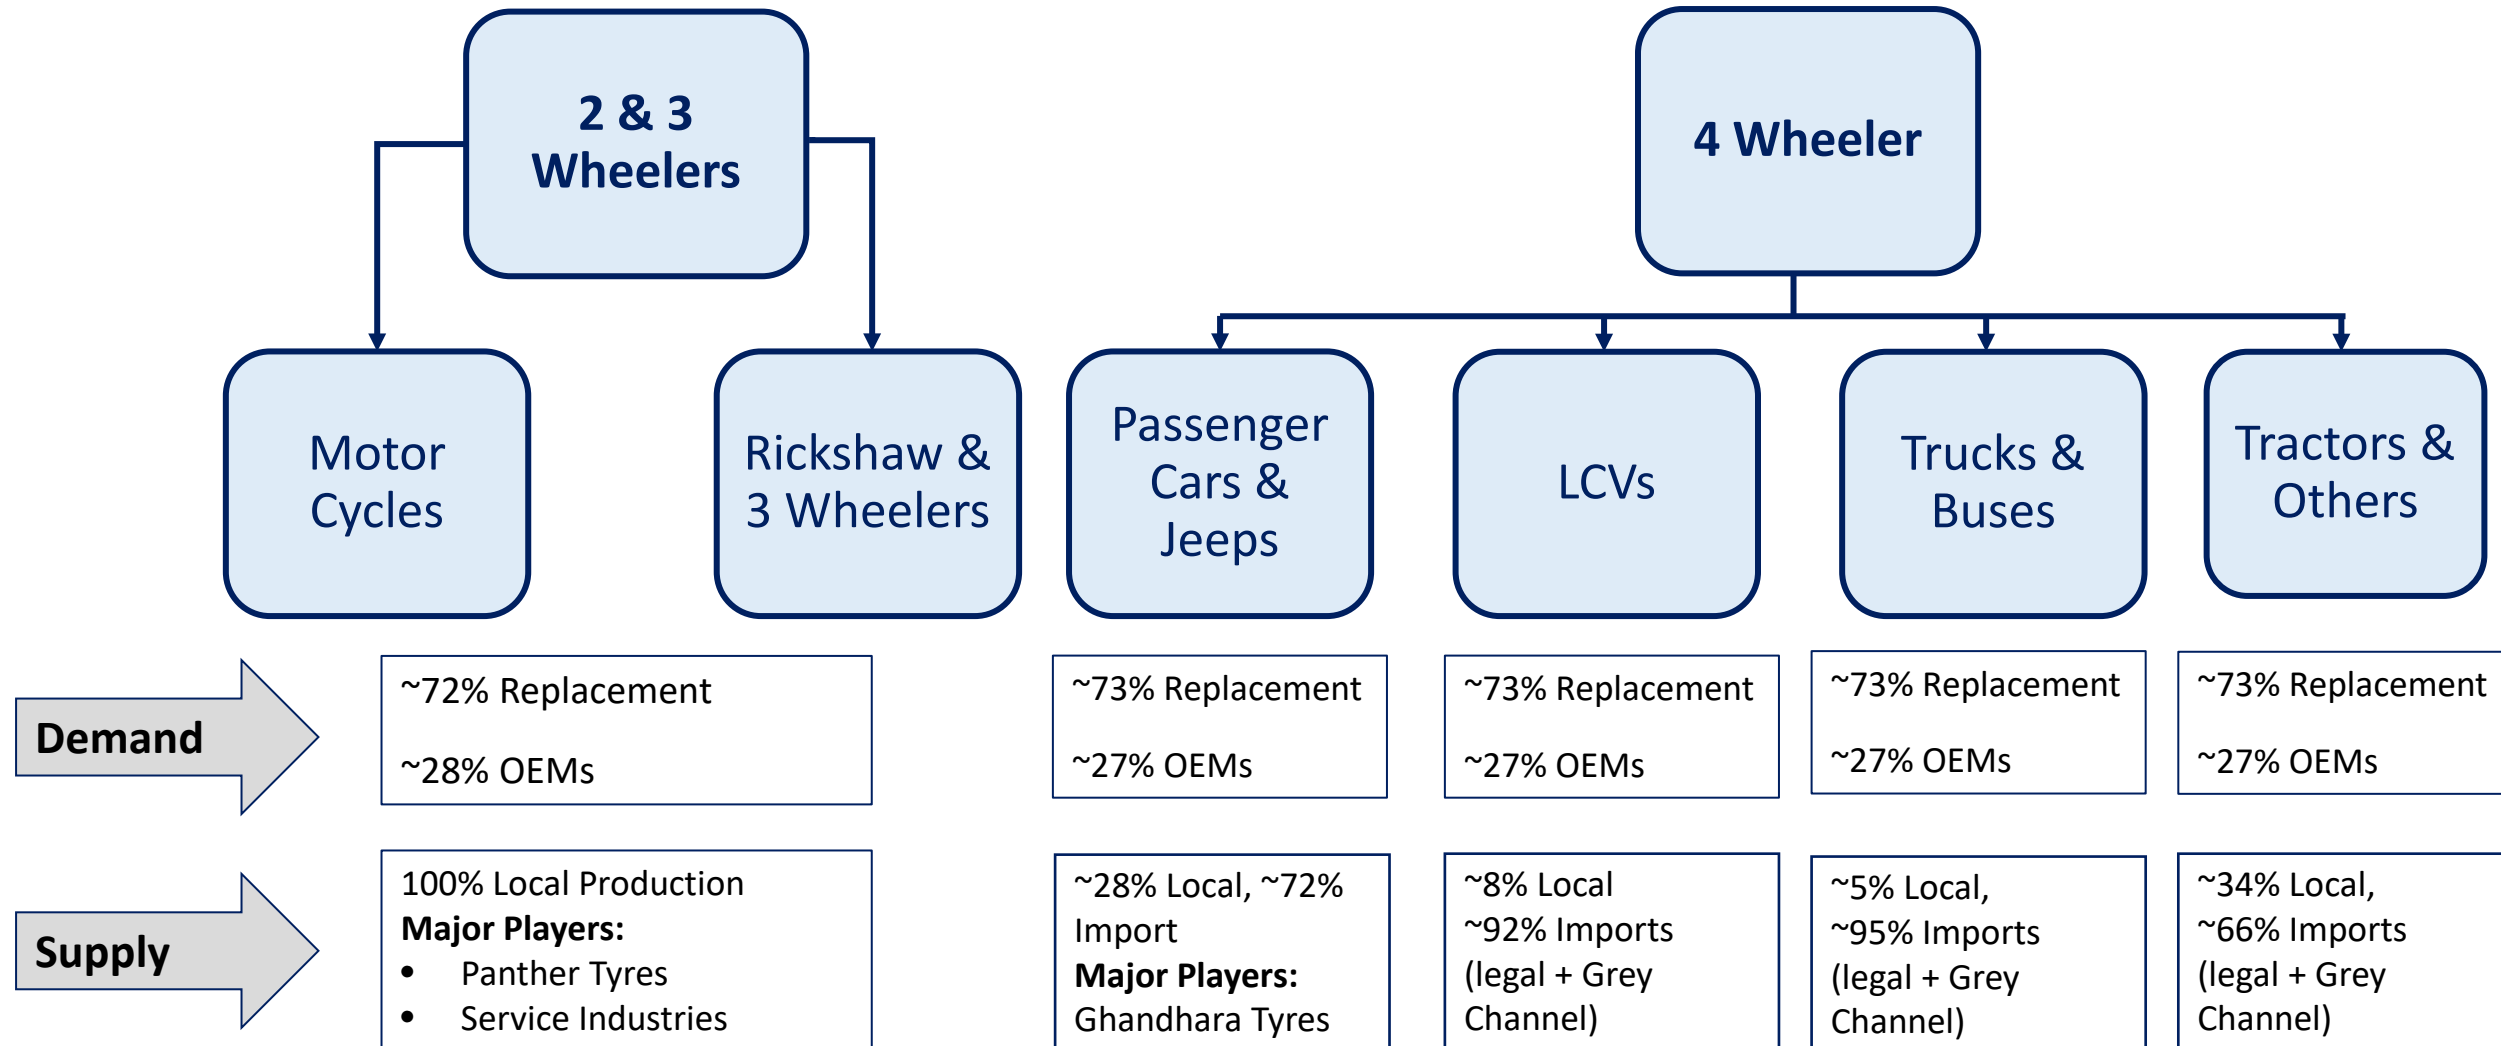 2 & 3
Wheelers
4 Wheeler
Motor
Cycles
Rickshaw &
3 Wheelers
Passenger
Cars &
Jeeps
LCVs
Trucks &
Buses
Tractors &
Others
Demand
~72% Replacement
~28% OEMs
~73% Replacement
~27% OEMs
~73% Replacement
~27% OEMs
~73% Replacement
~27% OEMs
~73% Replacement
~27% OEMs
Supply
100% Local Production
Major Players:
• Panther Tyres
• Service Industries
~28% Local, ~72%
Import
Major Players:
Ghandhara Tyres
~8% Local
~92% Imports
(legal + Grey
Channel)
~5% Local,
~95% Imports
(legal + Grey
Channel)
~34% Local,
~66% Imports
(legal + Grey
Channel)